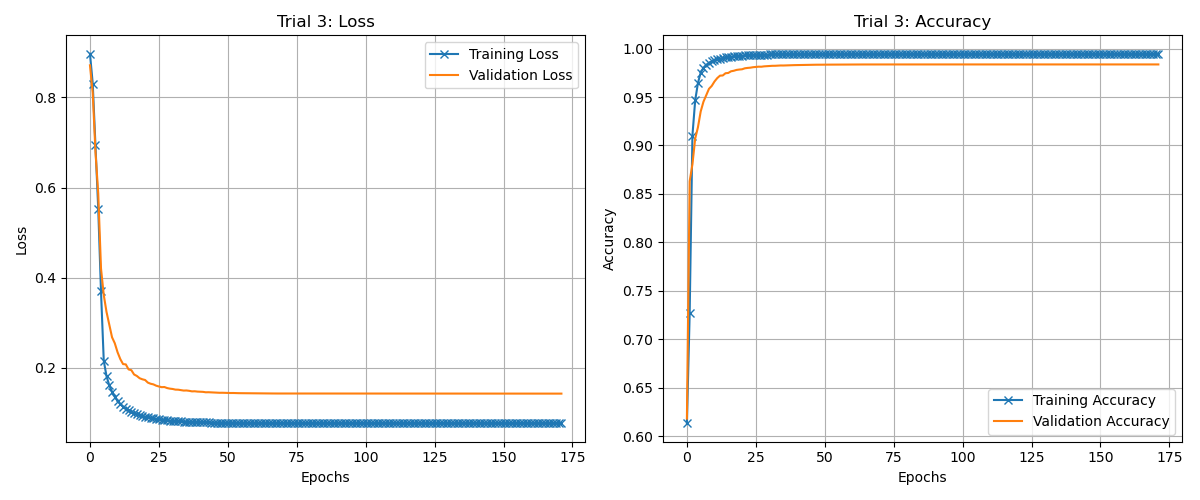 Trial 3: Loss
Training Loss
Validation Loss
0.8
0.6
0.4
0.2
Loss
0 25 50 75 100 125 150 175
Epochs
Trial 3: Accuracy
1.00
0.95
0.90
0.85
0.80
0.75
0.70
0.65
0.60
Accuracy
Training Accuracy
Validation Accuracy
0 25 50 75 100 125 150 175
Epochs